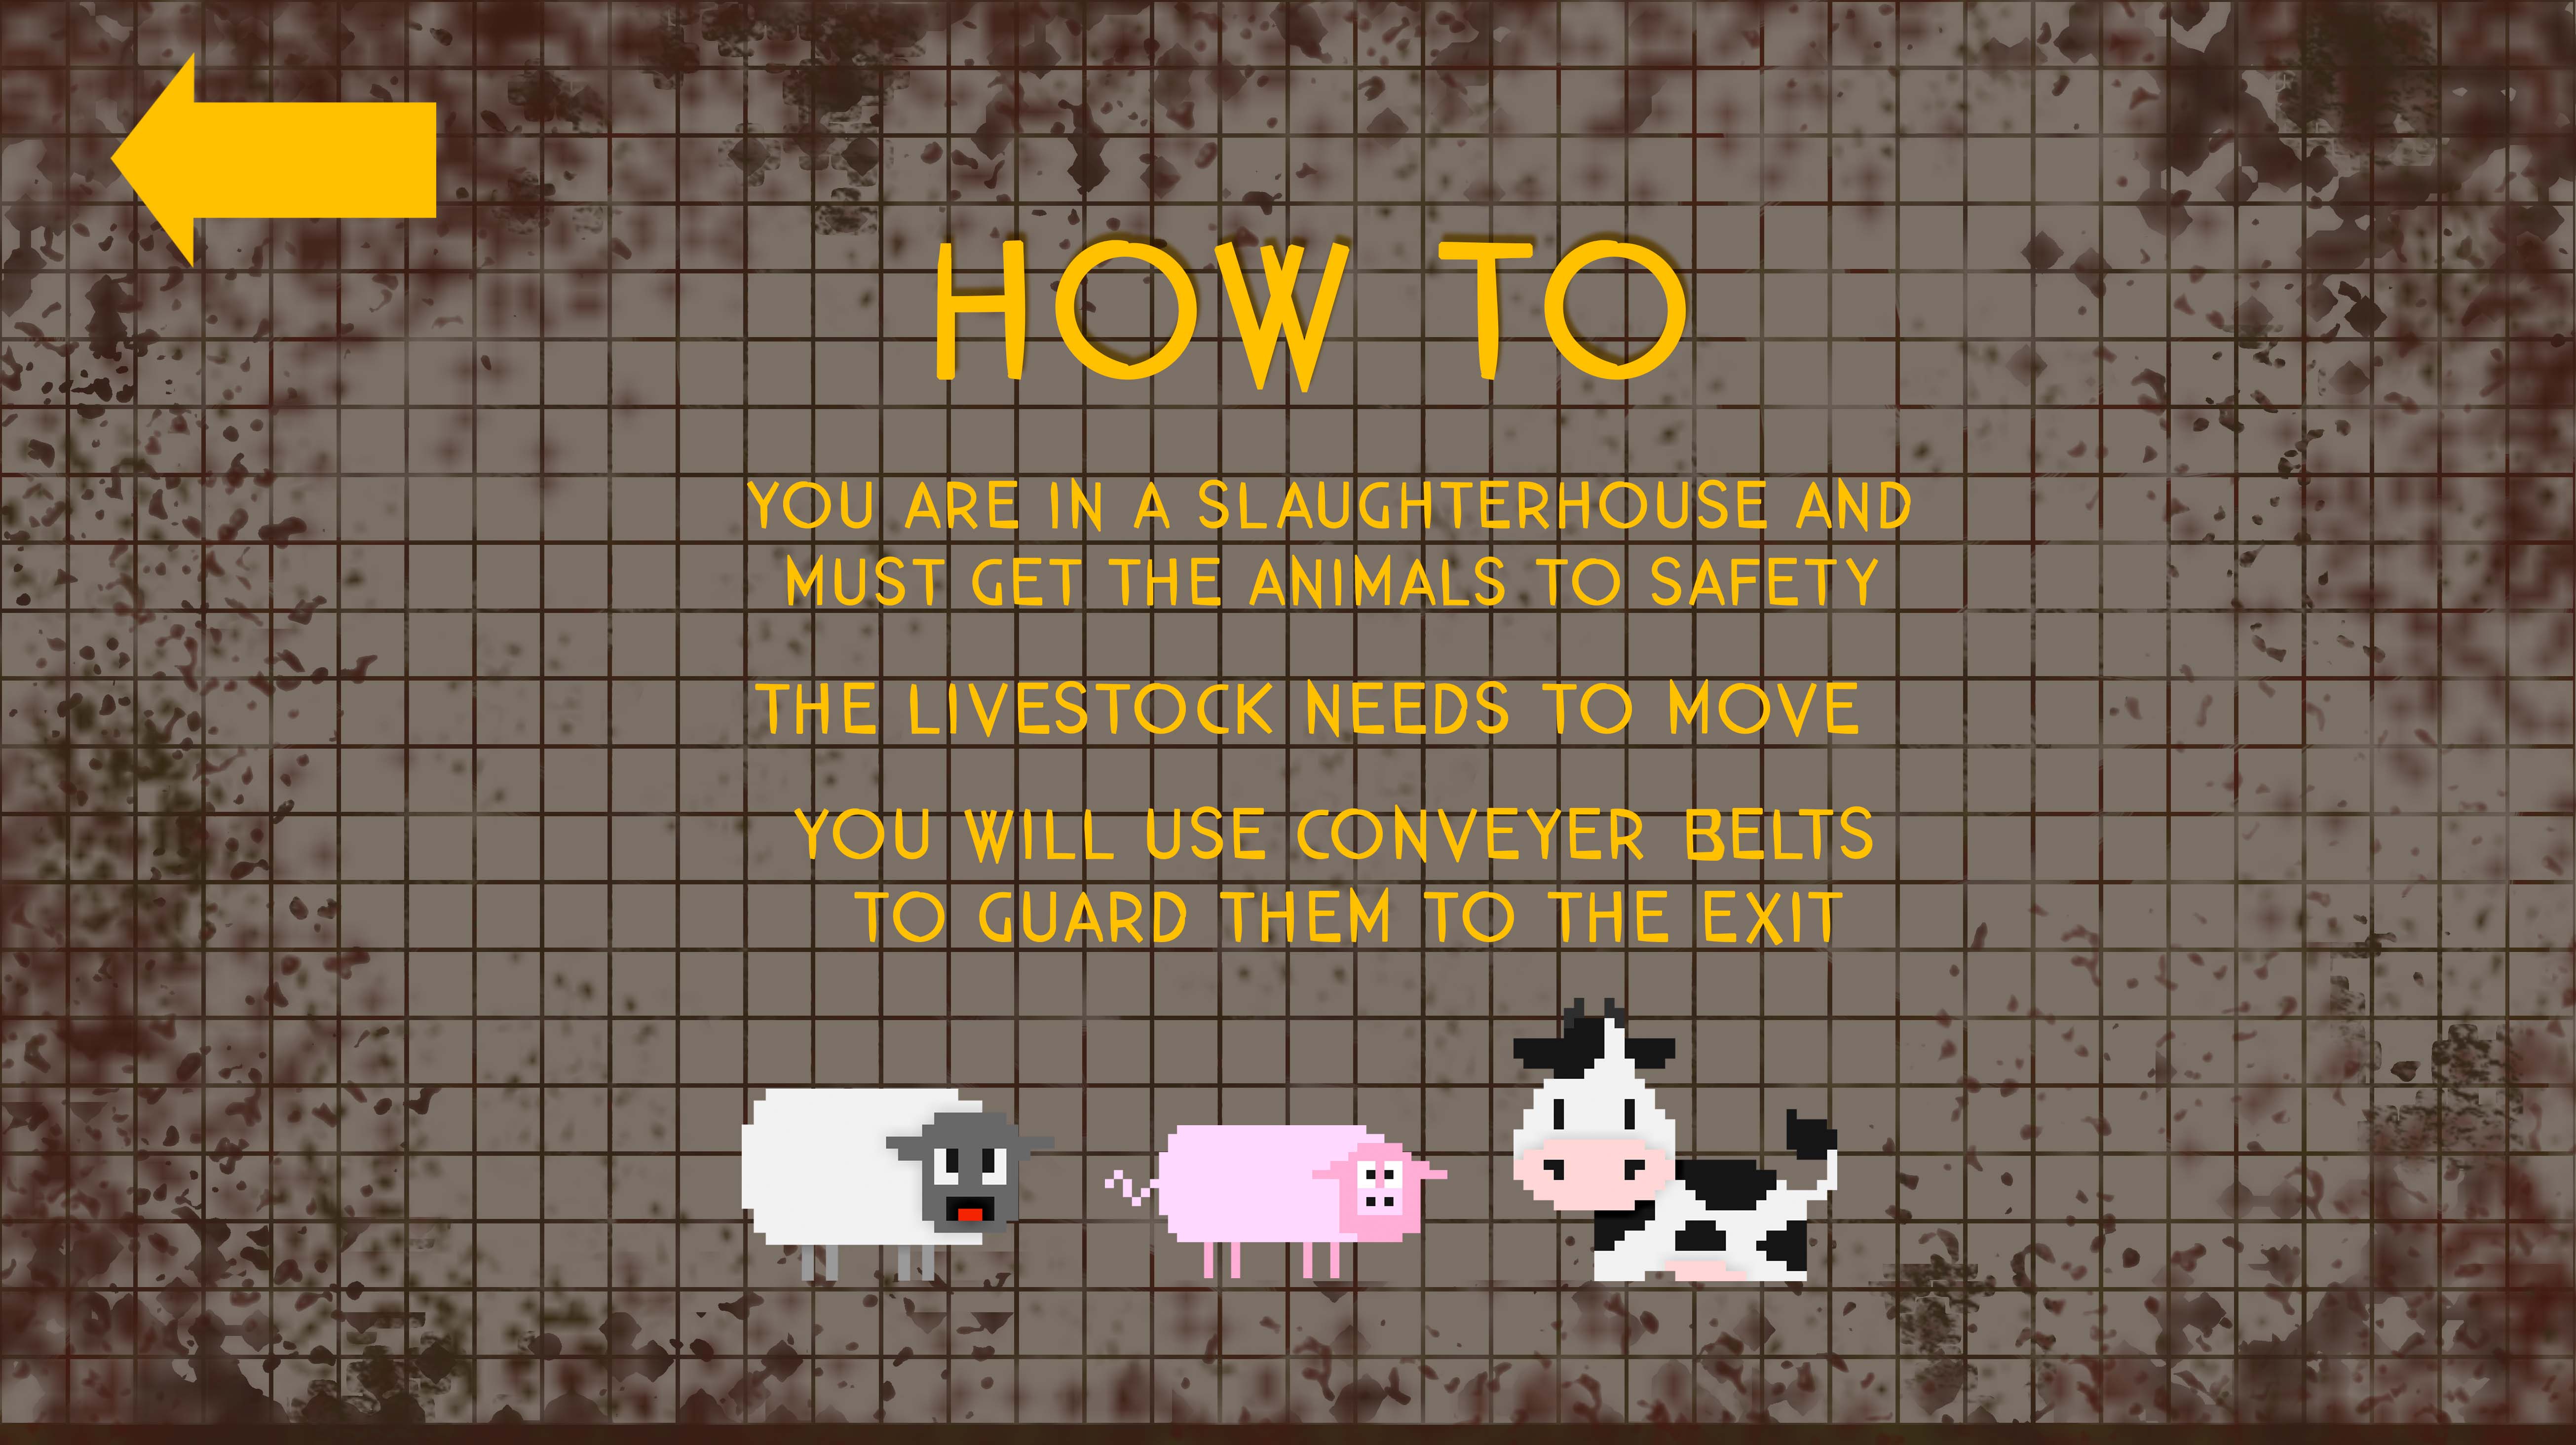 HOW TO
YOU ARE IN A SLAUGHTERHOUSE AND
MUST GET THE ANIMALS TO SAFETY
THE LIVESTOCK NEEDS TO MOVE
YOU WILL USE CONVEYER BELTS
TO GUARD THEM TO THE EXIT